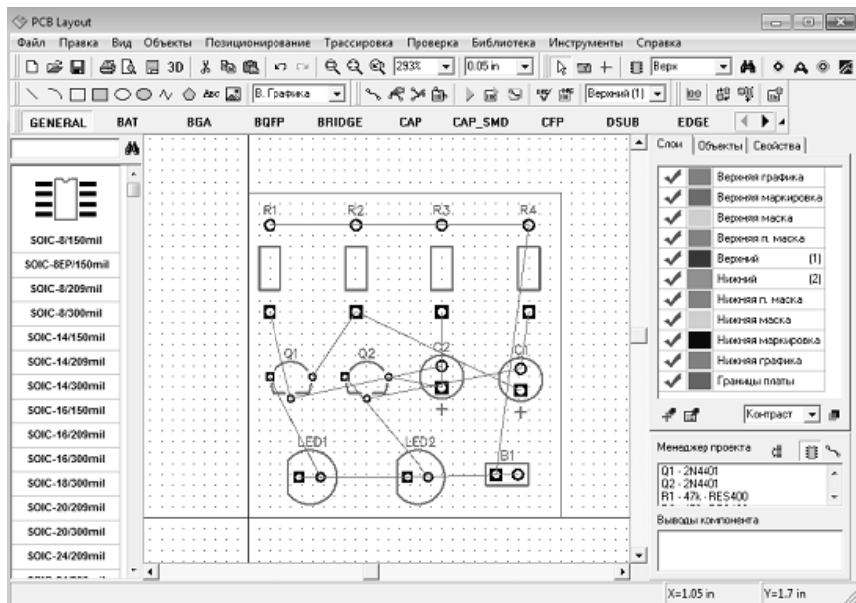 PCB Layout
Файл Правка Вид Объекты Позиционирование Трассировка Проверка Библиотека Инструменты Справка
3D 293% 0.05 in Верх
Abc В. Графика Верхний (1)
GENERAL BAT BGA BQFP BRIDGE CAP CAP_SMD CFP DSUB EDGE
SOIC-8/150mil
SOIC-8EP/150mil
SOIC-8/209mil
SOIC-8/300mil
SOIC-14/150mil
SOIC-14/209mil
SOIC-14/300mil
SOIC-16/150mil
SOIC-16/209mil
SOIC-16/300mil
SOIC-18/300mil
SOIC-20/209mil
SOIC-20/300mil
SOIC-24/209mil
R1 R2 R3 R4
Q1 Q2 C2 C1
+ +
LED1 LED2 B1
Слои Объекты Свойства
Верхняя графика
Верхняя маркировка
Верхняя маска
Верхняя п. маска
Верхний (1)
Нижний (2)
Нижняя п. маска
Нижняя маска
Нижняя маркировка
Нижняя графика
Границы платы
Контраст
Менеджер проекта
Q1 - 2N4401
Q2 - 2N4401
R1 - 47k - RES400
Выводы компонента
X=1.05 in Y=1.7 in